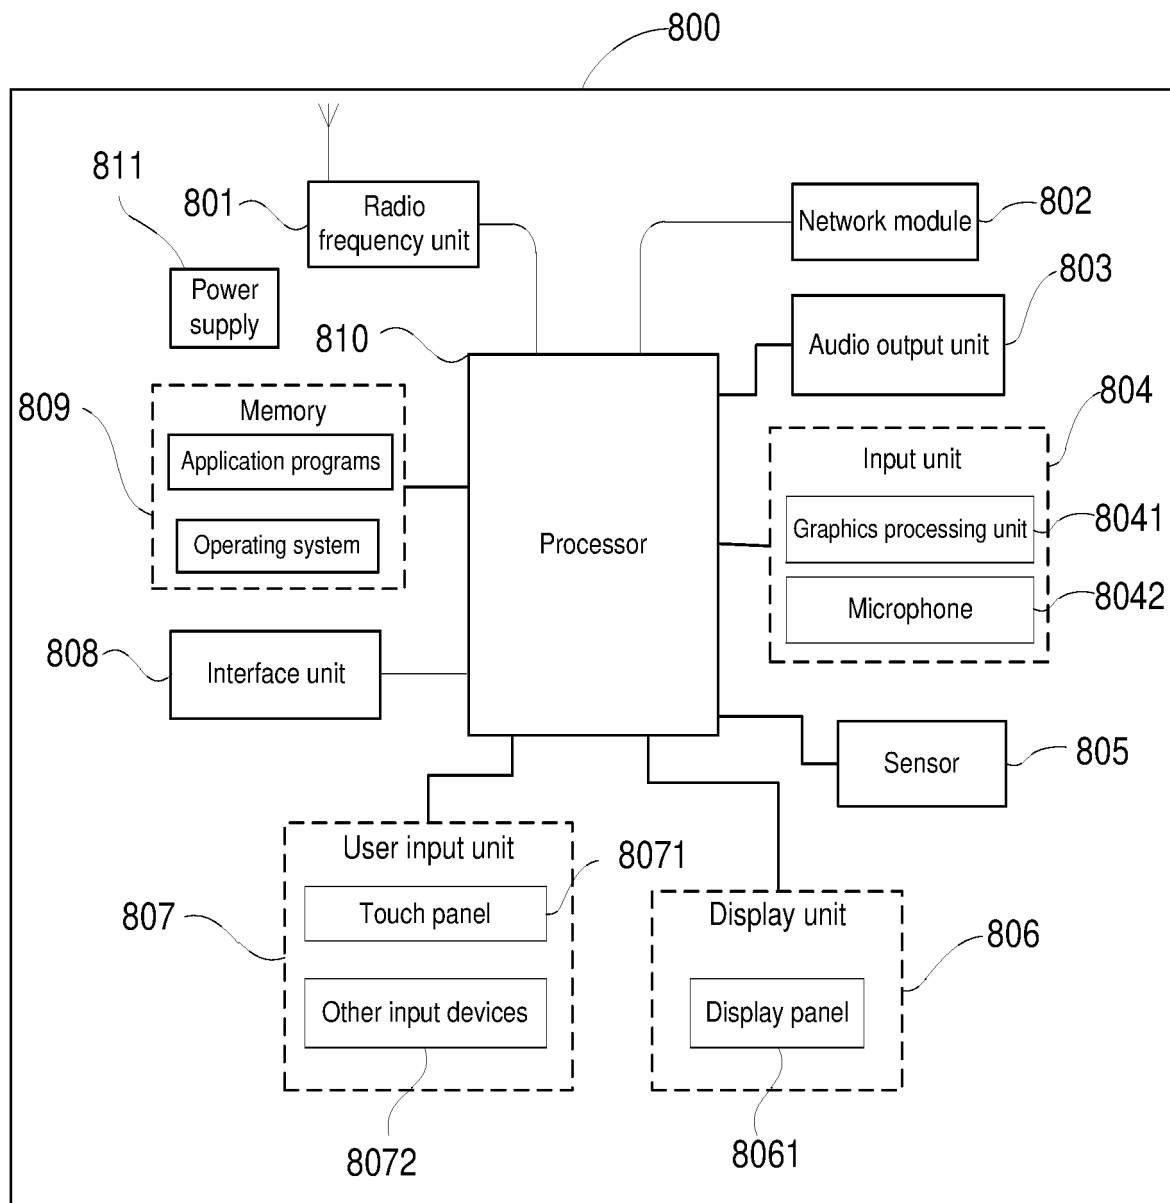 800
811
801
Radio
frequency unit
Network module
802
803
Power
supply
810
Audio output unit
804
809
Memory
Application programs
Operating system
Input unit
Graphics processing unit
8041
Microphone
8042
Processor
808
Interface unit
Sensor
805
User input unit
8071
Touch panel
807
Other input devices
8072
Display unit
806
Display panel
8061